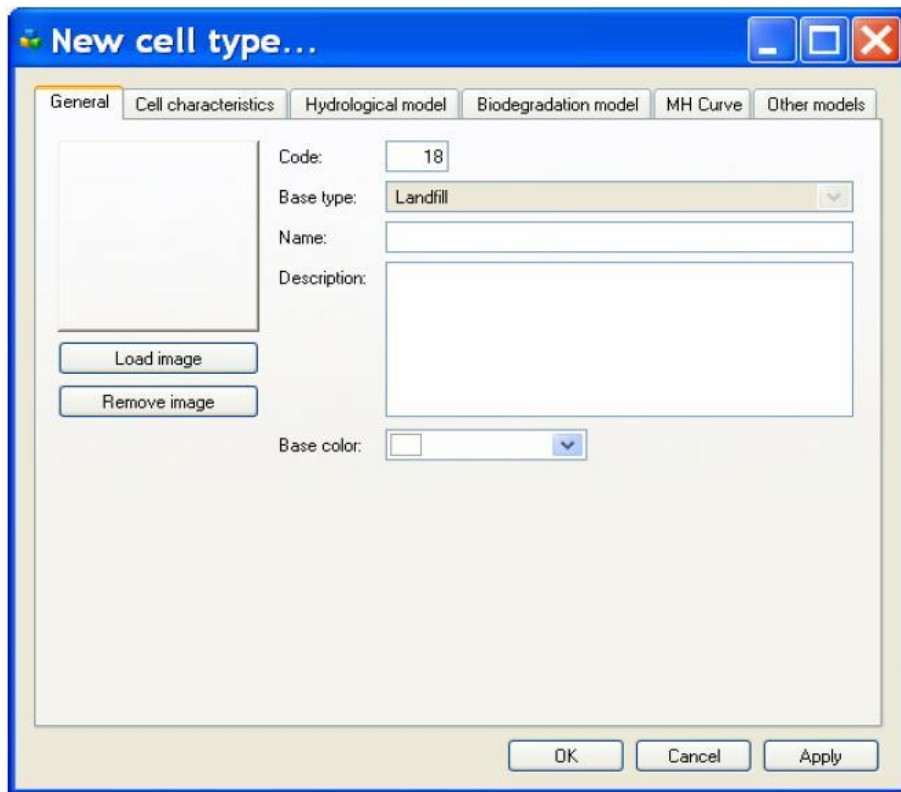 New cell type...
General Cell characteristics Hydrological model Biodegradation model MH Curve Other models
Code: 18
Base type: Landfill
Name:
Description:
Load image
Remove image
Base color:
OK Cancel Apply